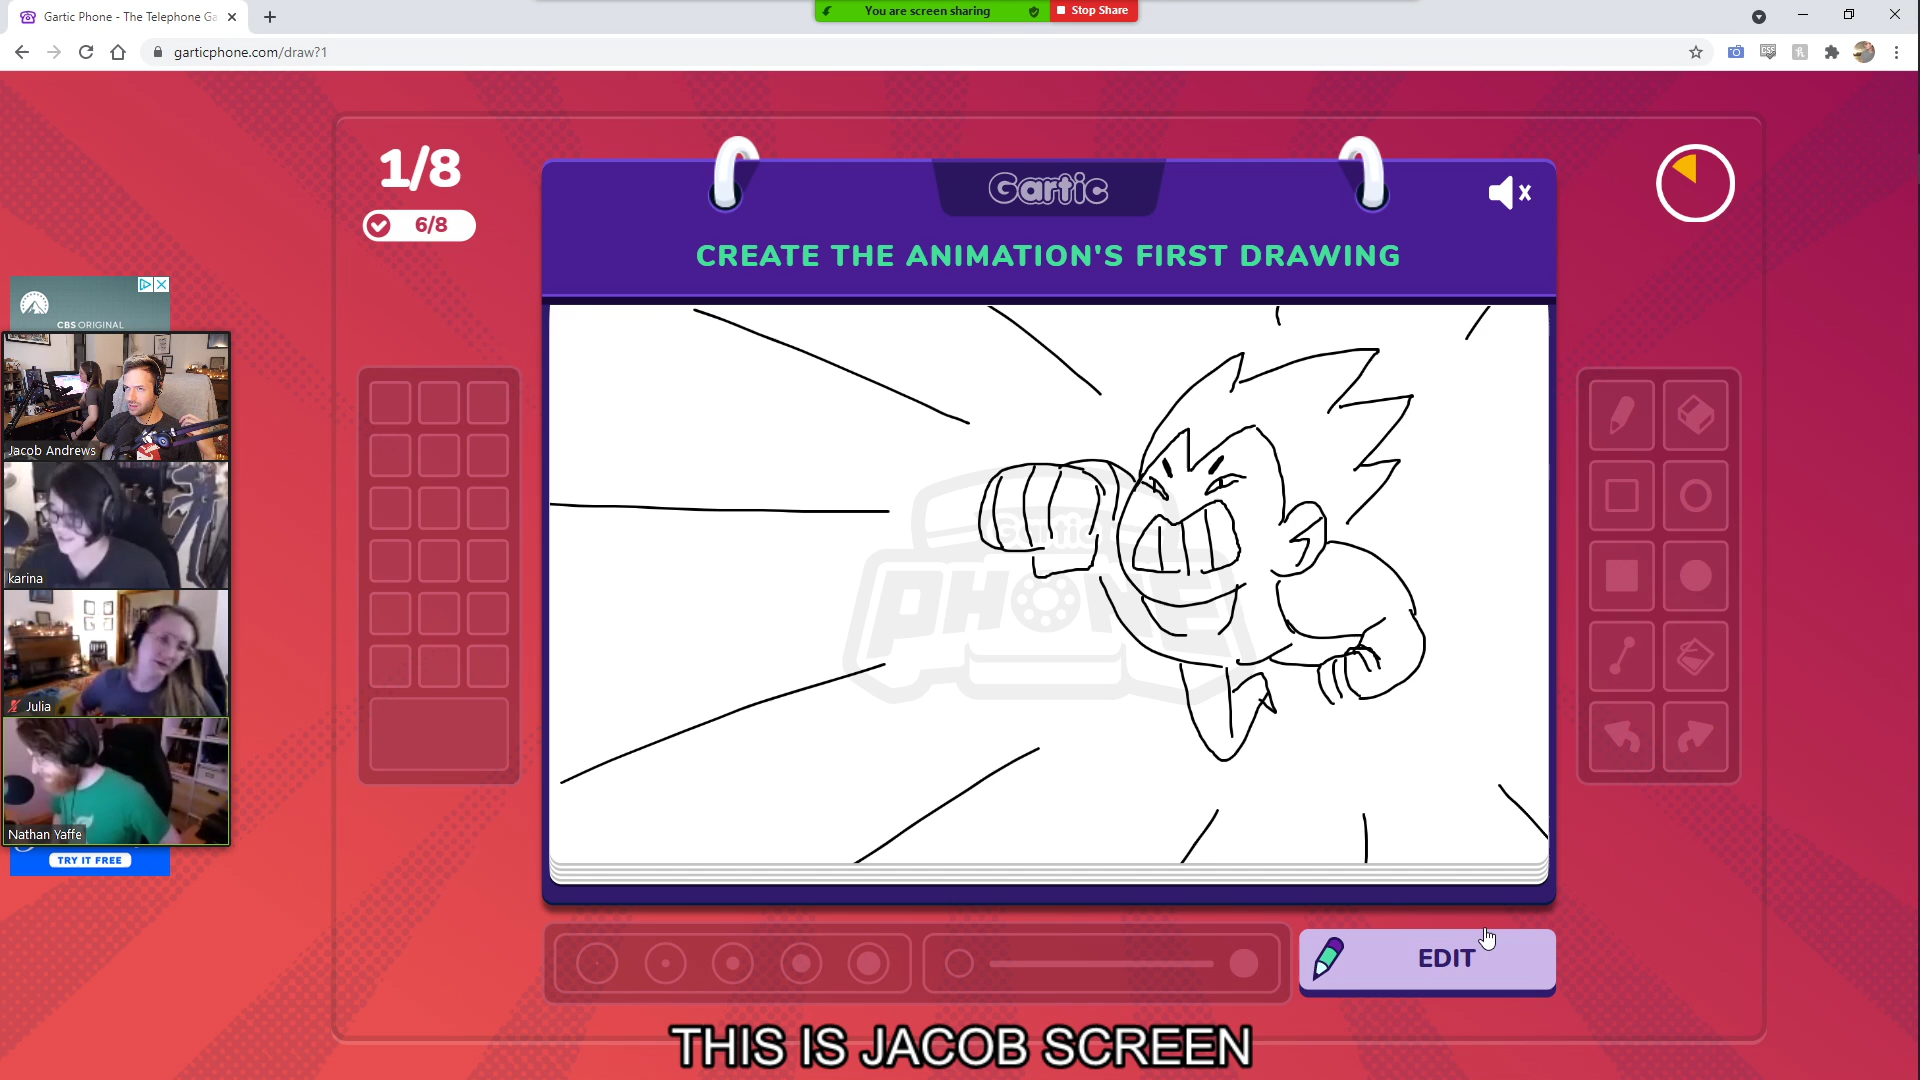 Gartic Phone - The Telephone Ga
You are screen sharing
Stop Share
garticphone.com/draw?1
1/8
6/8
Gartic
CREATE THE ANIMATION'S FIRST DRAWING
CBS ORIGINAL
Jacob Andrews
karina
Julia
Nathan Yaffe
TRY IT FREE
Gartic
PHONE
EDIT
THIS IS JACOB SCREEN